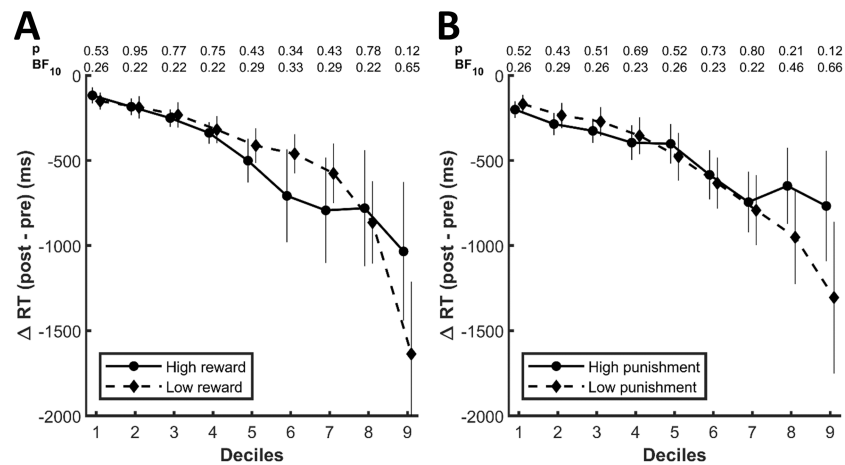 A
p 0.53 0.95 0.77 0.75 0.43 0.34 0.43 0.78 0.12
BF10 0.26 0.22 0.22 0.22 0.29 0.33 0.29 0.22 0.65
0
-500
-1000
-1500
-2000
Δ RT (post - pre) (ms)
High reward
Low reward
1 2 3 4 5 6 7 8 9
Deciles
B
p 0.52 0.43 0.51 0.69 0.52 0.73 0.80 0.21 0.12
BF10 0.26 0.29 0.26 0.23 0.26 0.23 0.22 0.46 0.66
0
-500
-1000
-1500
-2000
Δ RT (post - pre) (ms)
High punishment
Low punishment
1 2 3 4 5 6 7 8 9
Deciles